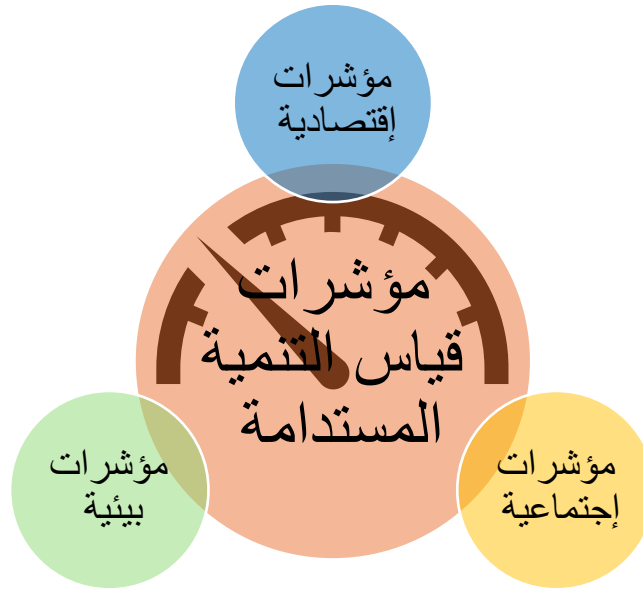 مؤشرات
إقتصادية
مؤشرات
قياس التنمية
المستدامة
مؤشرات
إجتماعية
مؤشرات
بيئية